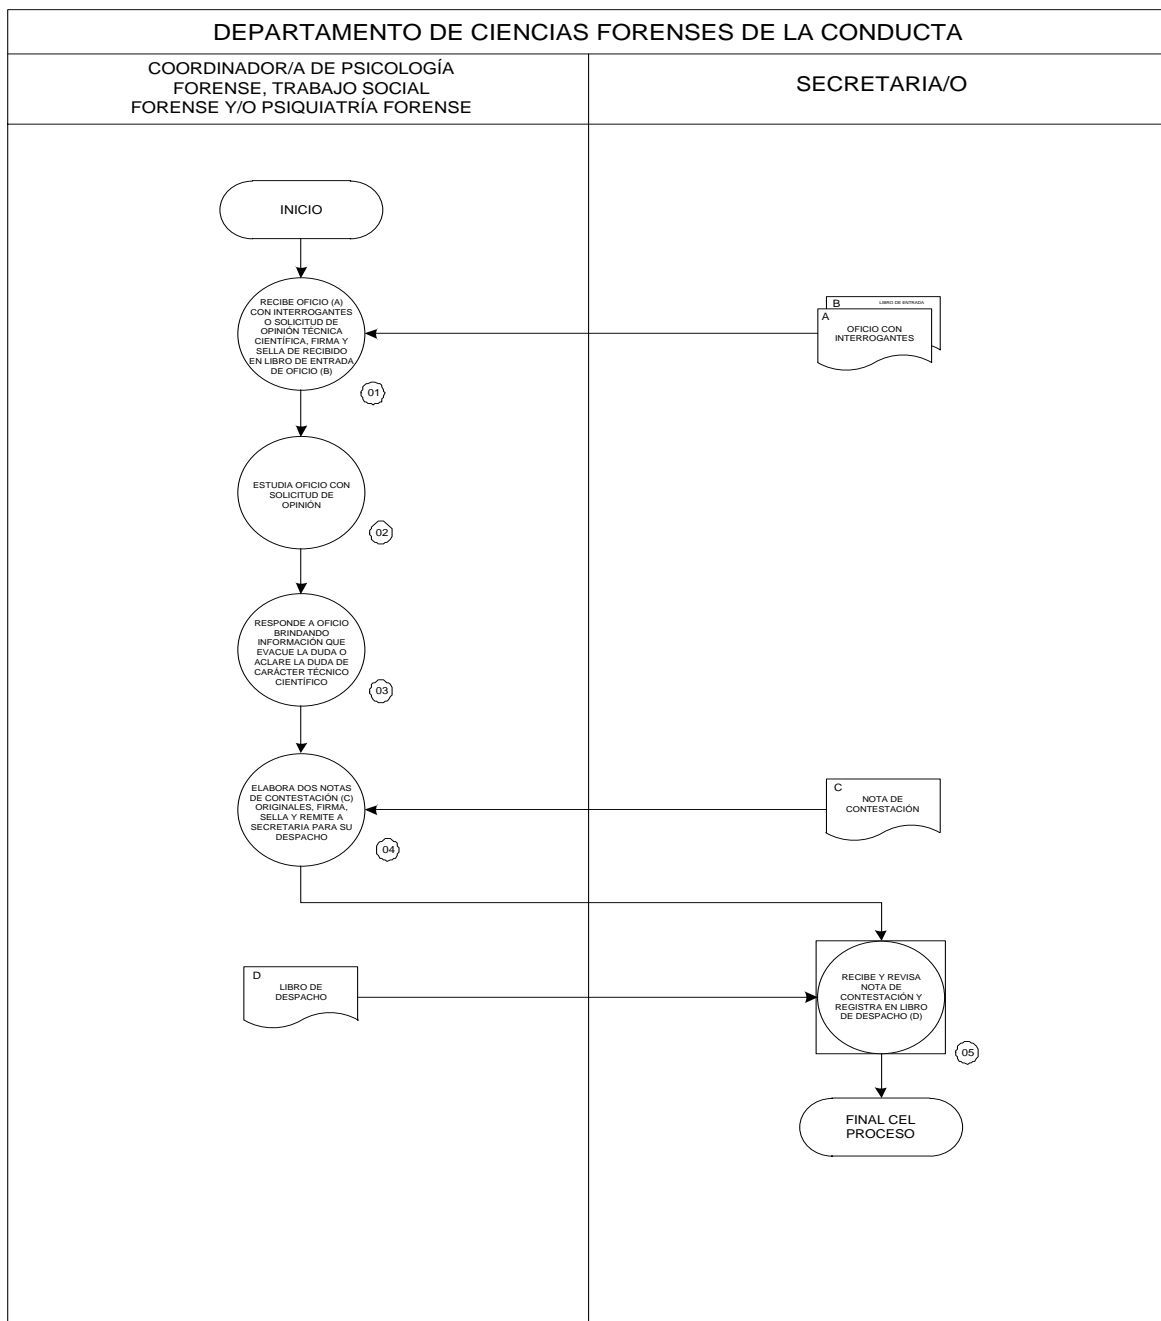 DEPARTAMENTO DE CIENCIAS FORENSES DE LA CONDUCTA
COORDINADOR/A DE PSICOLOGÍA
FORENSE, TRABAJO SOCIAL
FORENSE Y/O PSIQUIATRÍA FORENSE
SECRETARIA/O
INICIO
RECIBE OFICIO (A)
CON INTERROGANTES
O SOLICITUD DE
OPINIÓN TÉCNICA
CIENTÍFICA, FIRMA Y
SELLA DE RECIBIDO
EN LIBRO DE ENTRADA
DE OFICIO (B)
01
B
LIBRO DE ENTRADA
A
OFICIO CON
INTERROGANTES
ESTUDIA OFICIO CON
SOLICITUD DE
OPINIÓN
02
RESPONDE A OFICIO
BRINDANDO
INFORMACIÓN QUE
EVACUE LA DUDA O
ACLARE LA DUDA DE
CARÁCTER TÉCNICO
CIENTÍFICO
03
ELABORA DOS NOTAS
DE CONTESTACIÓN (C)
ORIGINALES, FIRMA,
SELLA Y REMITE A
SECRETARIA PARA SU
DESPACHO
04
C
NOTA DE
CONTESTACIÓN
D
LIBRO DE
DESPACHO
RECIBE Y REVISA
NOTA DE
CONTESTACIÓN Y
REGISTRA EN LIBRO
DE DESPACHO (D)
05
FINAL CEL
PROCESO